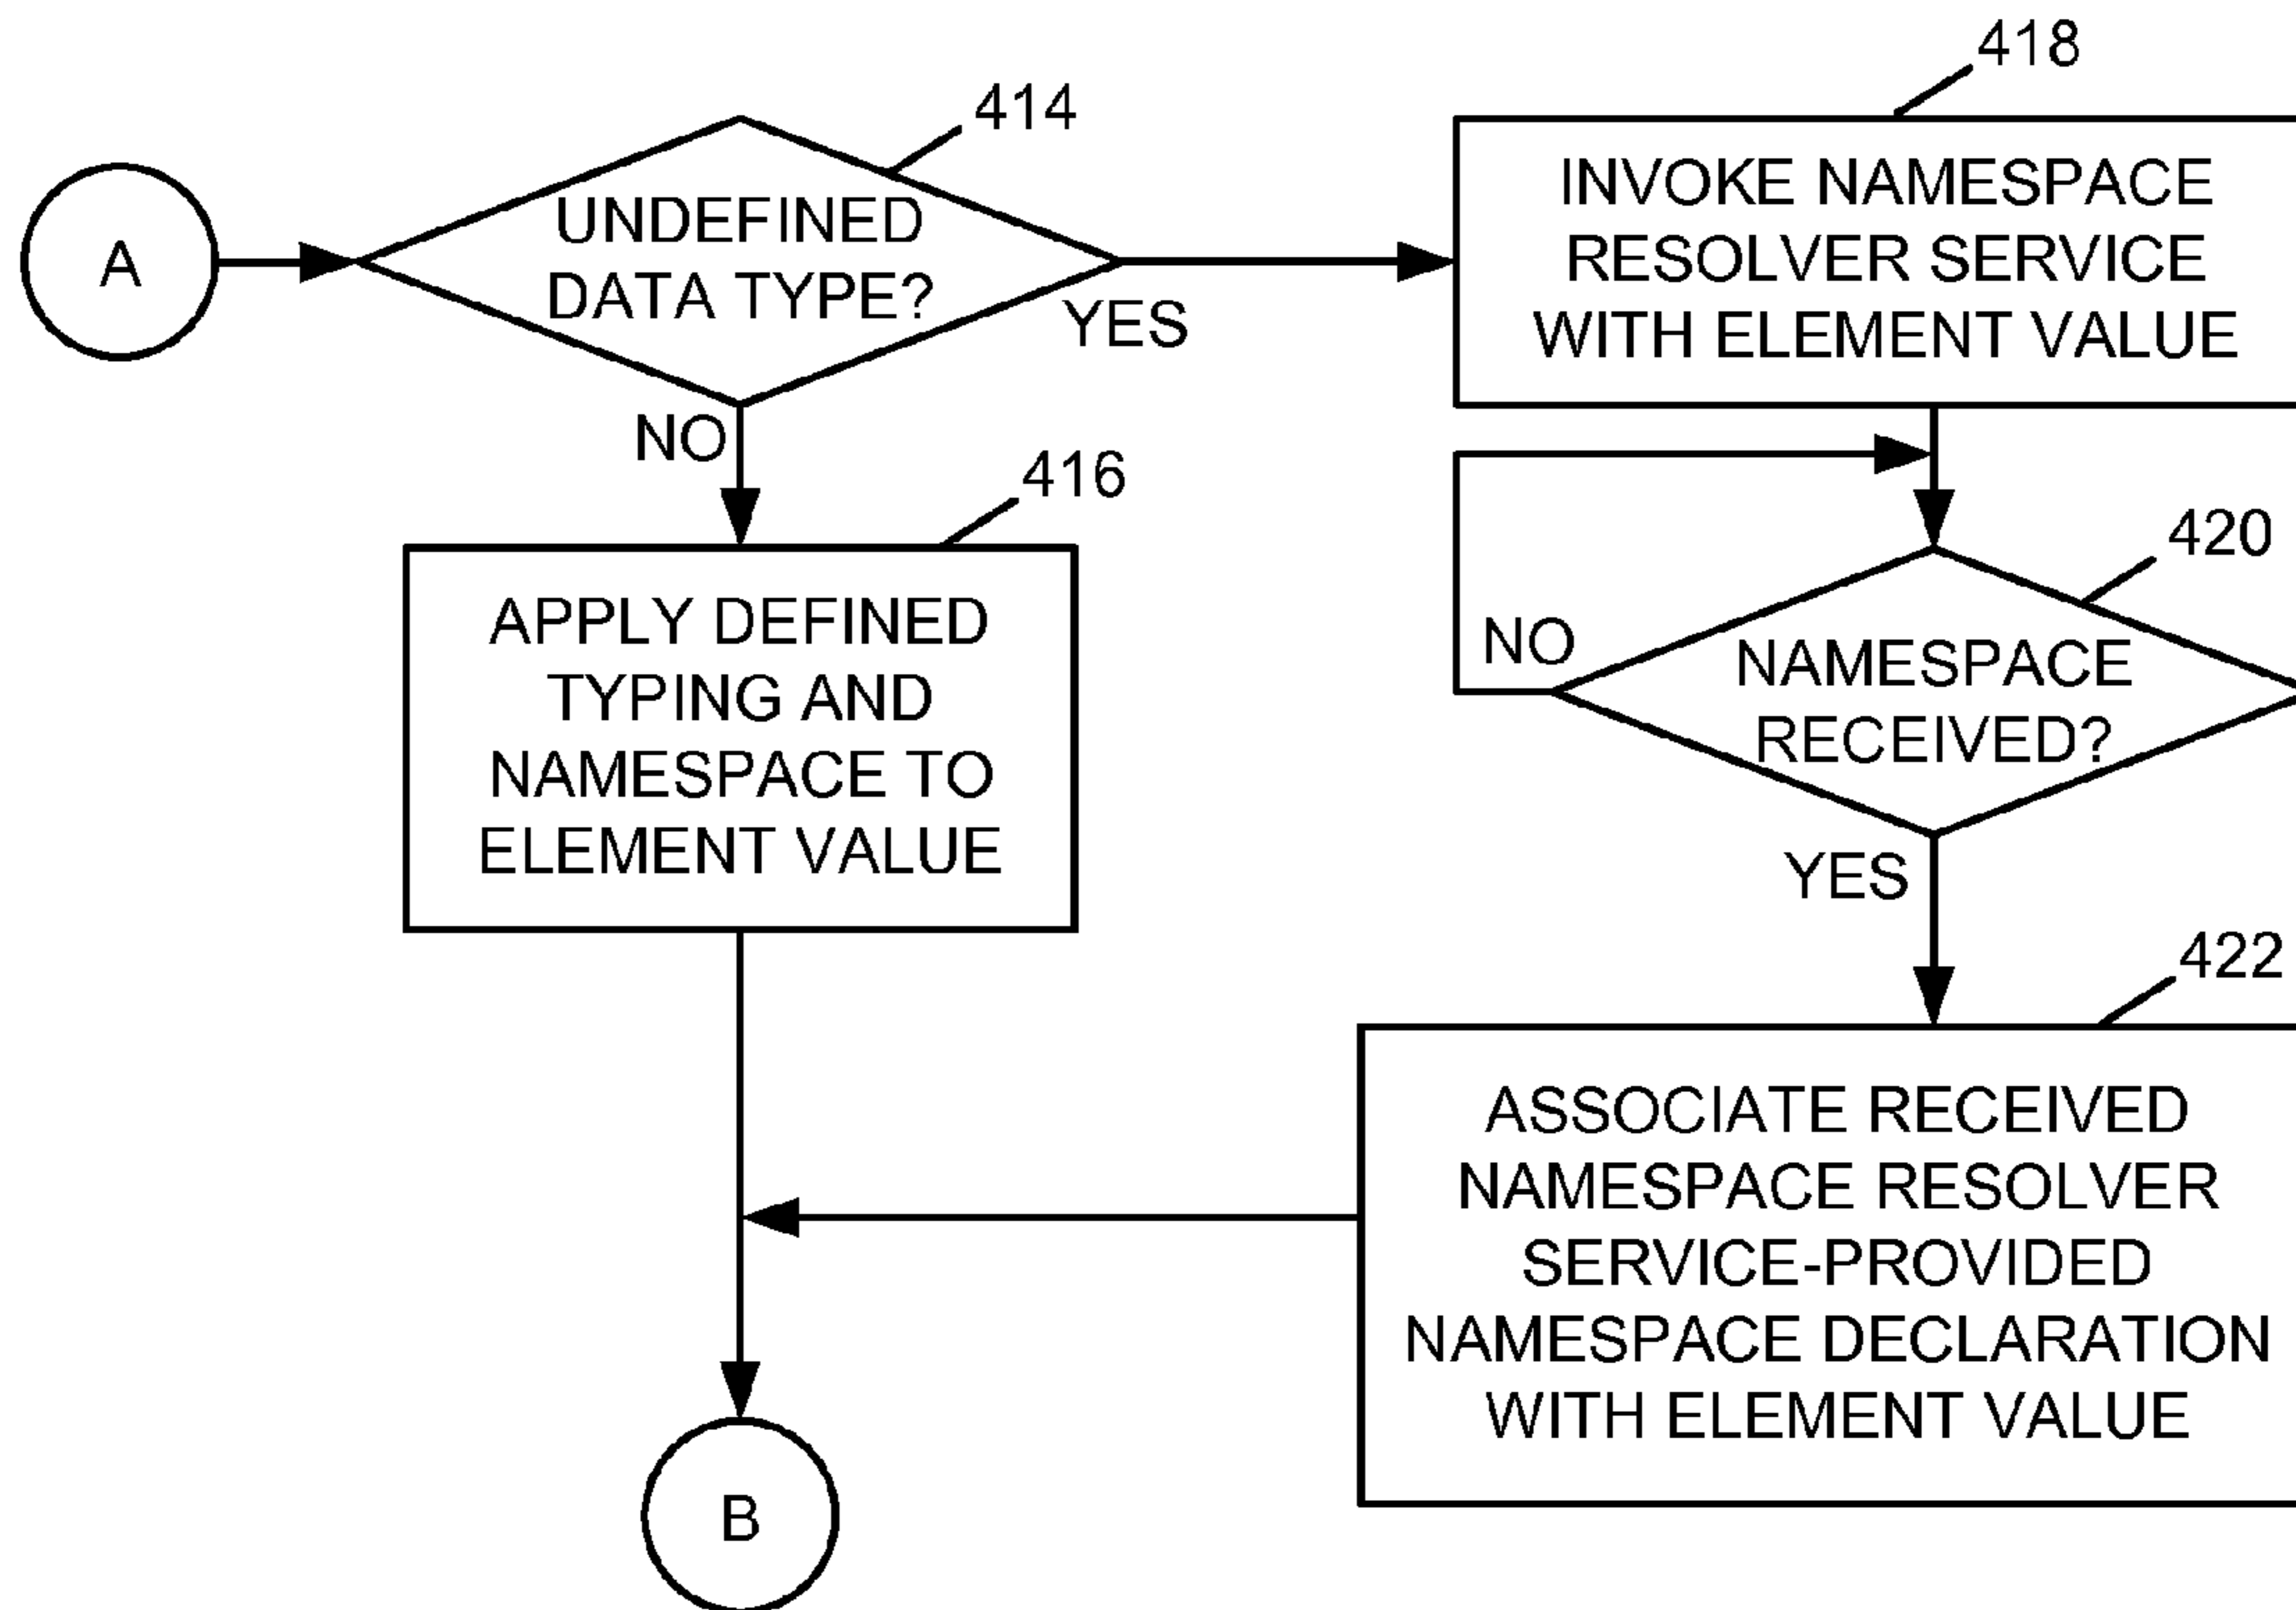 418
414
INVOKE NAMESPACE
RESOLVER SERVICE
WITH ELEMENT VALUE
A
UNDEFINED
DATA TYPE?
YES
NO
416
420
APPLY DEFINED
TYPING AND
NAMESPACE TO
ELEMENT VALUE
NO
NAMESPACE
RECEIVED?
YES
422
ASSOCIATE RECEIVED
NAMESPACE RESOLVER
SERVICE-PROVIDED
NAMESPACE DECLARATION
WITH ELEMENT VALUE
B